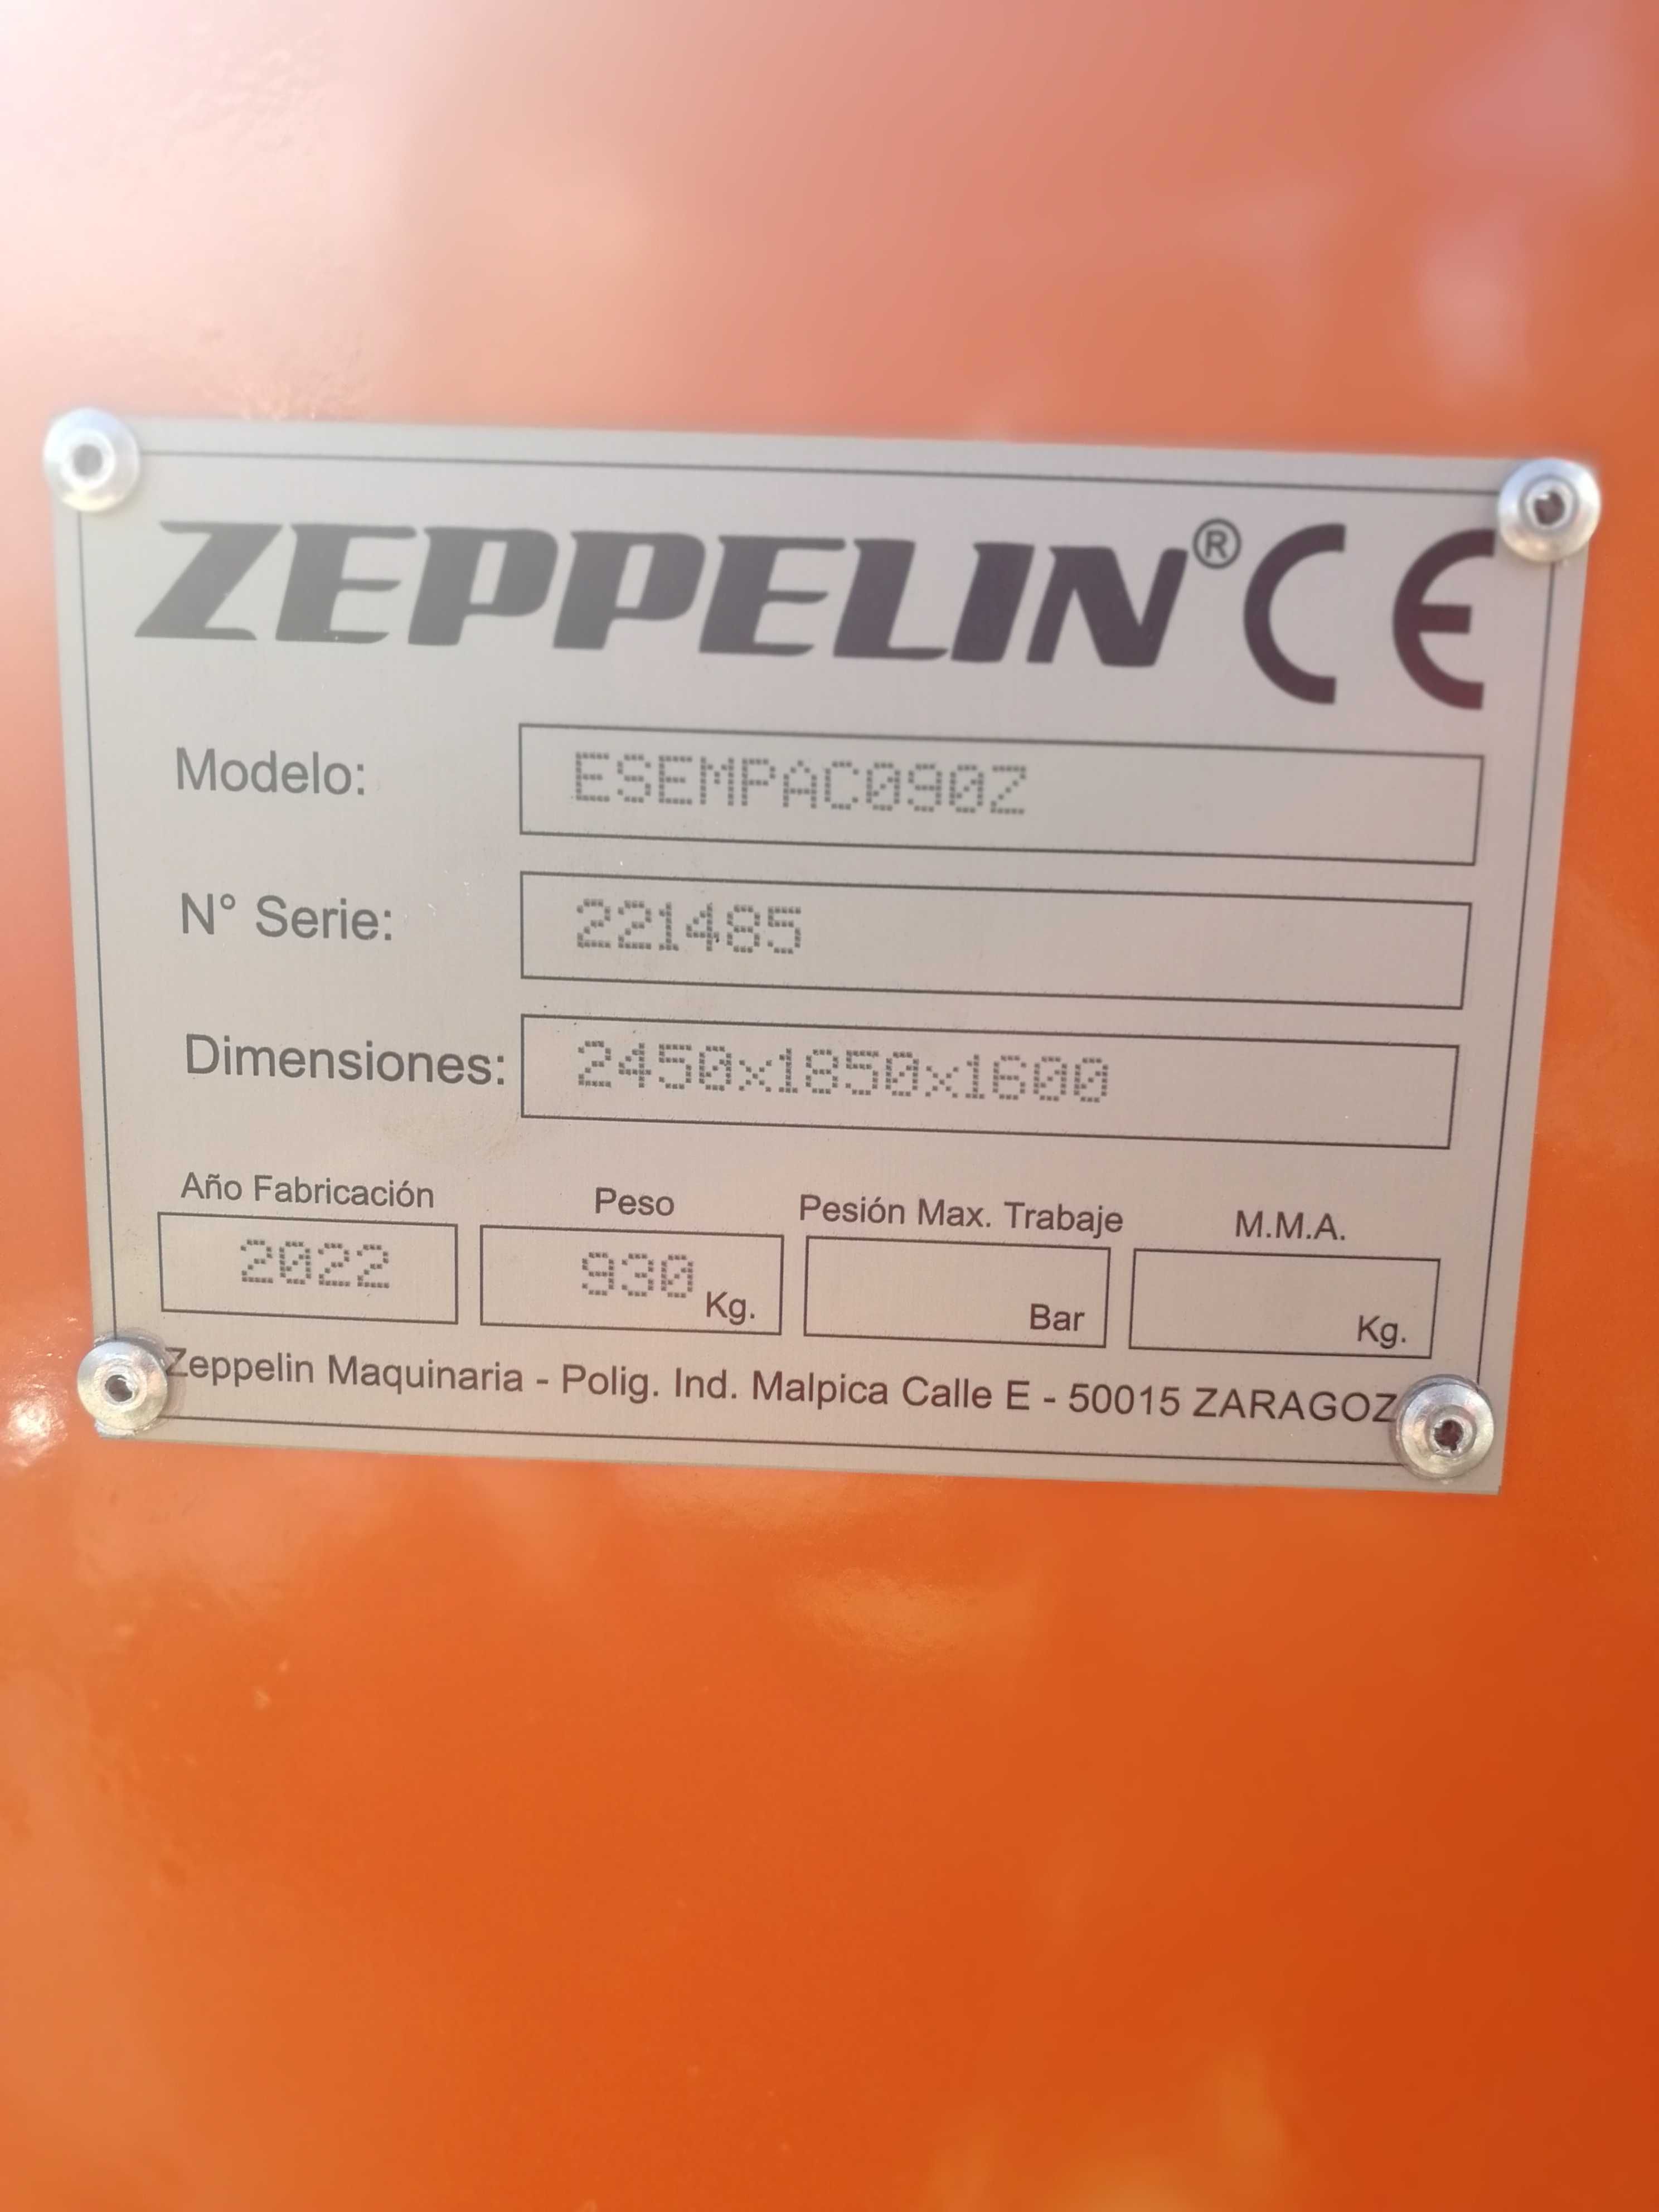 ZEPPELIN® CE
Modelo: ESEMPAC090Z
N° Serie: 221485
Dimensiones: 2450x1850x1600
Año Fabricación Peso Pesión Max. Trabaje M.M.A.
2022 930 Kg. Bar Kg.
Zeppelin Maquinaria - Polig. Ind. Malpica Calle E - 50015 ZARAGOZ